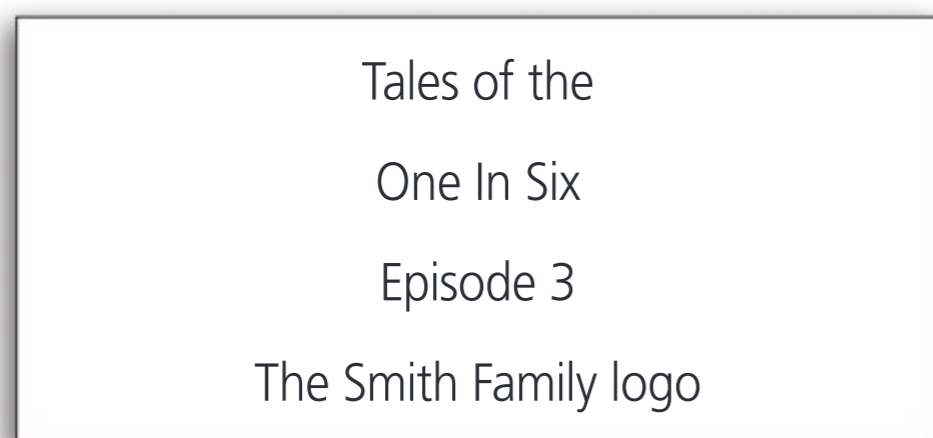 Tales of the
One In Six
Episode 3
The Smith Family logo